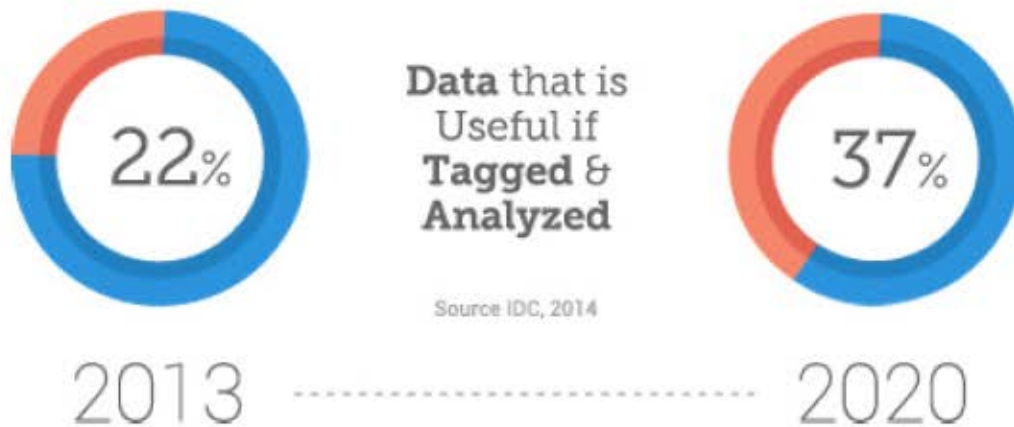 22%
Data that is
Useful if
Tagged &
Analyzed
Source IDC, 2014
37%
2013
2020